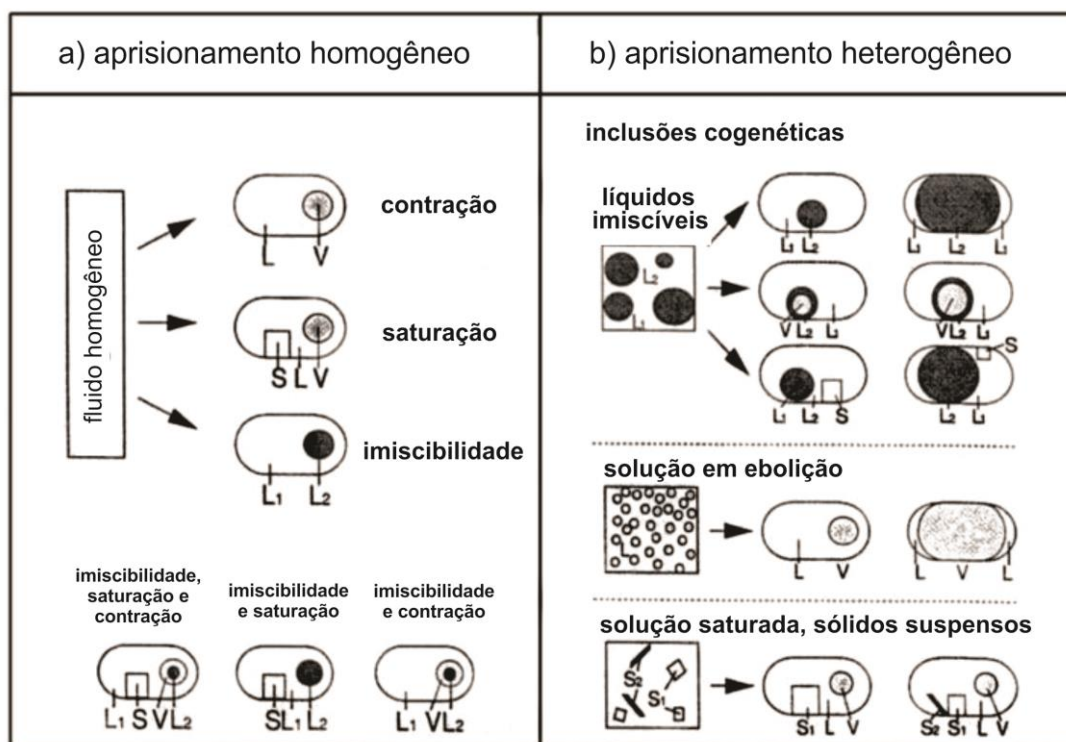 a) aprisionamento homogêneo
fluido homogêneo
contração
L V
saturação
S L V
imiscibilidade
L₁ L₂
imiscibilidade,
saturação e
contração
L₁ S V L₂
imiscibilidade
e saturação
S L₁ L₂
imiscibilidade
e contração
L₁ V L₂
b) aprisionamento heterogêneo
inclusões cogenéticas
líquidos
imiscíveis
L₂
L₁
L₁ L₂
L₁ L₂ L₁
V L₂ L₁
V L₂ L₁
L₁ L₂ S
S
L₂ L₁
solução em ebolição
L
L V
L V L
solução saturada, sólidos suspensos
S₂
S₁
S₁ L V
S₂ S₁ L V